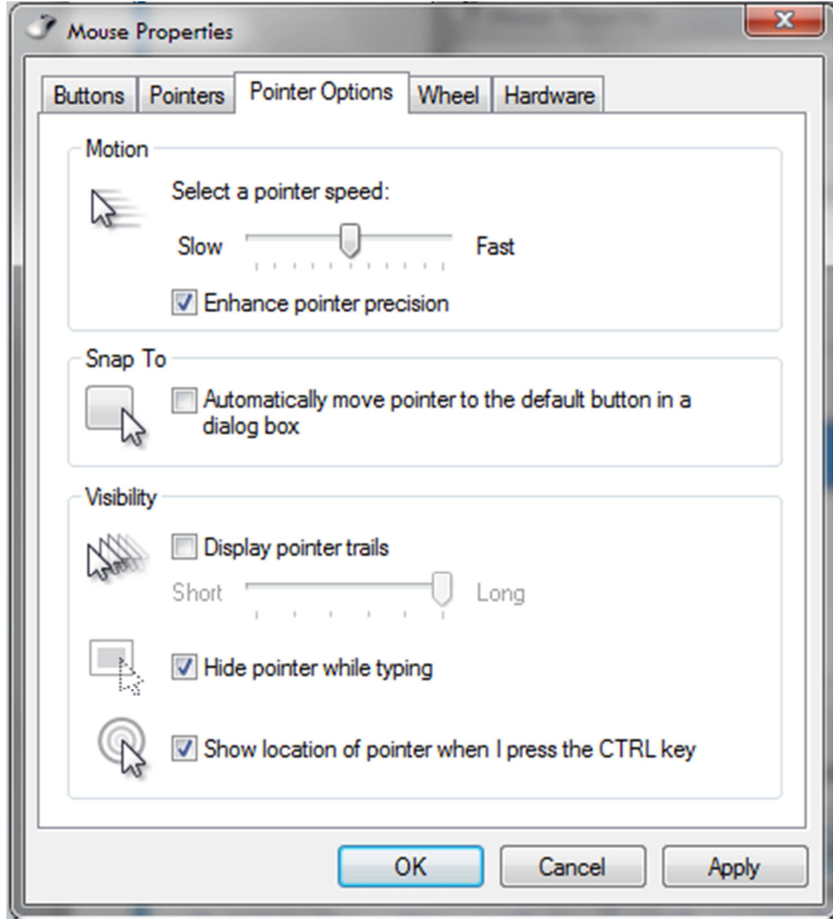 Mouse Properties
Buttons Pointers Pointer Options Wheel Hardware
Motion
Select a pointer speed:
Slow Fast
Enhance pointer precision
Snap To
Automatically move pointer to the default button in a
dialog box
Visibility
Display pointer trails
Short Long
Hide pointer while typing
Show location of pointer when I press the CTRL key
OK Cancel Apply